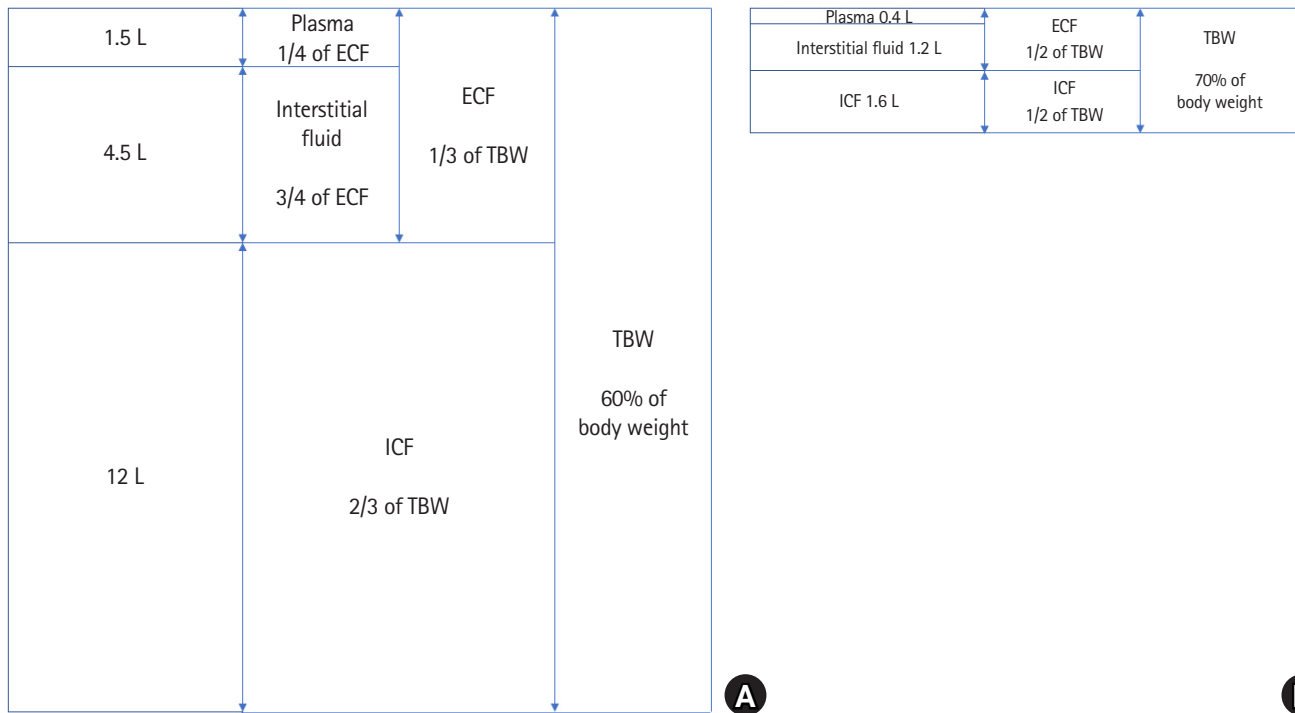 1.5 L
Plasma
1/4 of ECF
4.5 L
Interstitial
fluid
3/4 of ECF
ECF
1/3 of TBW
12 L
ICF
2/3 of TBW
TBW
60% of
body weight
A
Plasma 0.4 L
Interstitial fluid 1.2 L
ICF 1.6 L
ECF
1/2 of TBW
ICF
1/2 of TBW
TBW
70% of
body weight